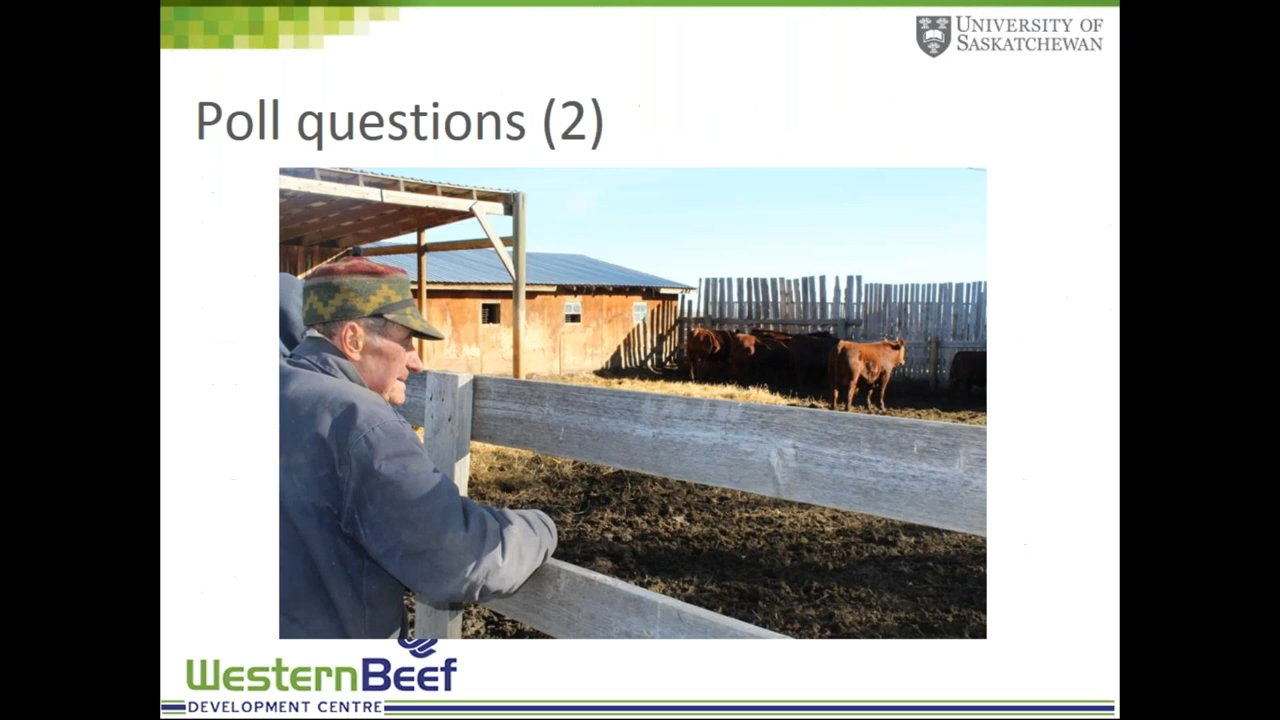 UNIVERSITY OF
SASKATCHEWAN
Poll questions (2)
WesternBeef
DEVELOPMENT CENTRE